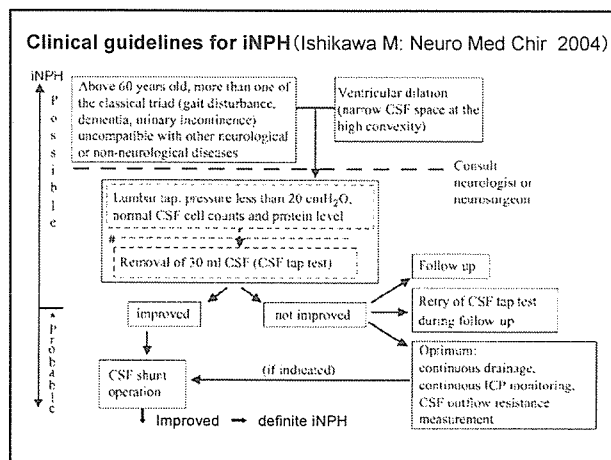 Clinical guidelines for iNPH (Ishikawa M: Neuro Med Chir 2004)
iNPH
Possible
Above 60 years old, more than one
of the classical triad (gait disturbance,
dementia, urinary incontinence)
uncompatible with other neurological
or non-neurological diseases
Ventricular dilation
(narrow CSF space at the
high convexity)
Consult
neurologist or
neurosurgeon
Lumbar tap: pressure less than 20 cmH2O,
normal CSF cell counts and protein level
#
Removal of 30 ml CSF (CSF tap test)
Follow up
improved
not improved
Retry of CSF tap test
during follow up
*Probable
CSF shunt
operation
(if indicated)
Optimum:
continuous drainage,
continuous ICP monitoring,
CSF outflow resistance
measurement
Improved → definite iNPH